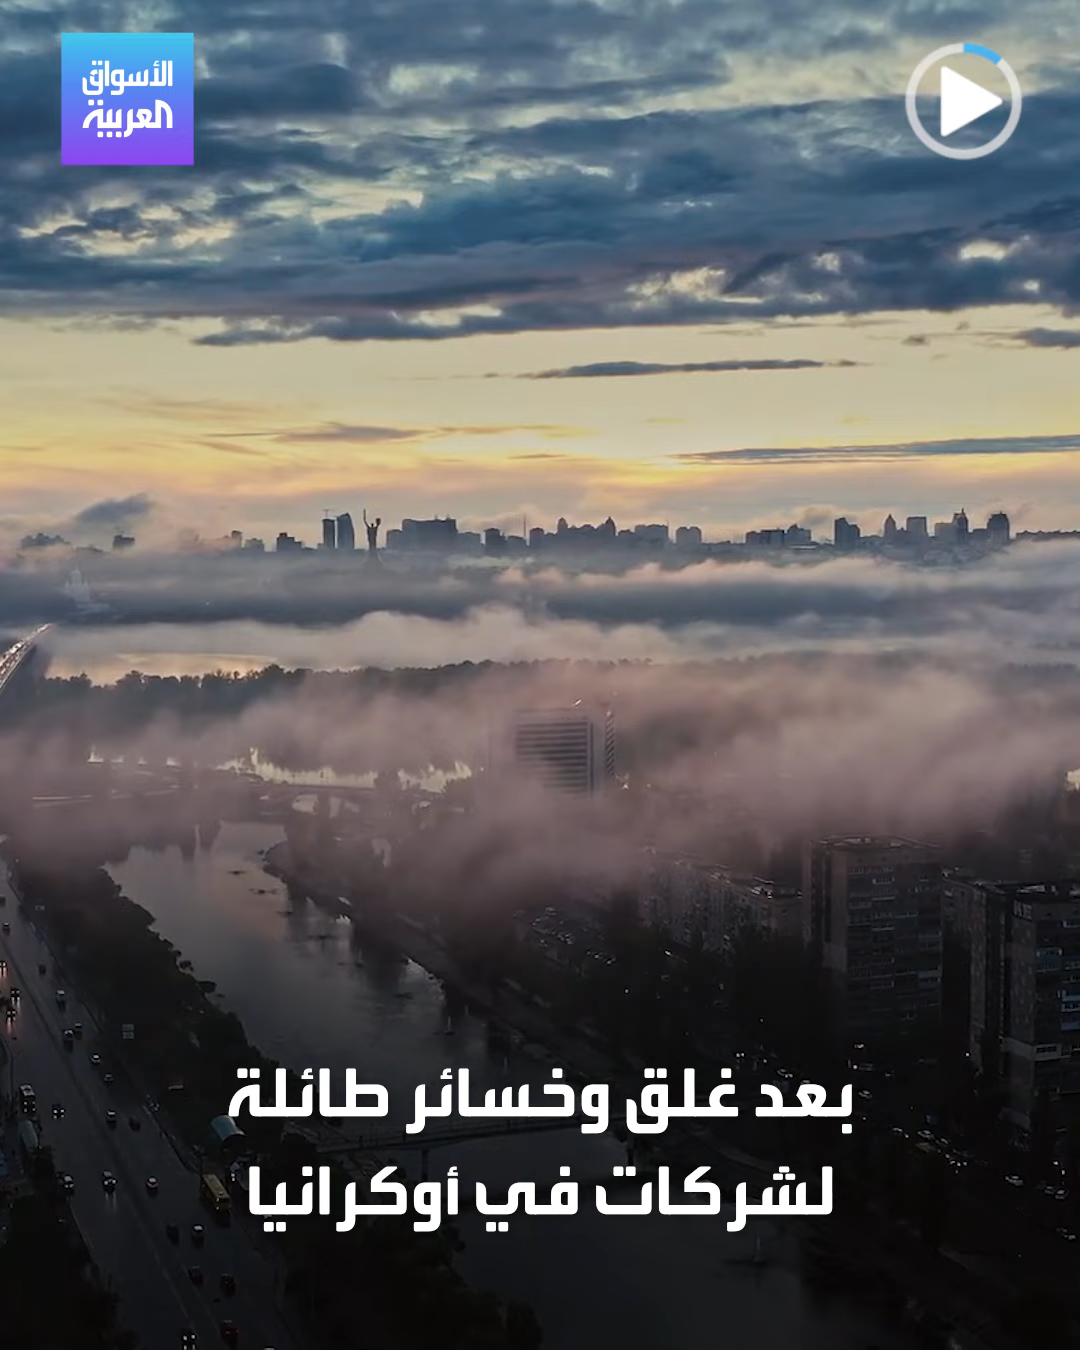 الأسواق
العربية
بعد غلق وخسائر طائلة
لشركات في أوكرانيا